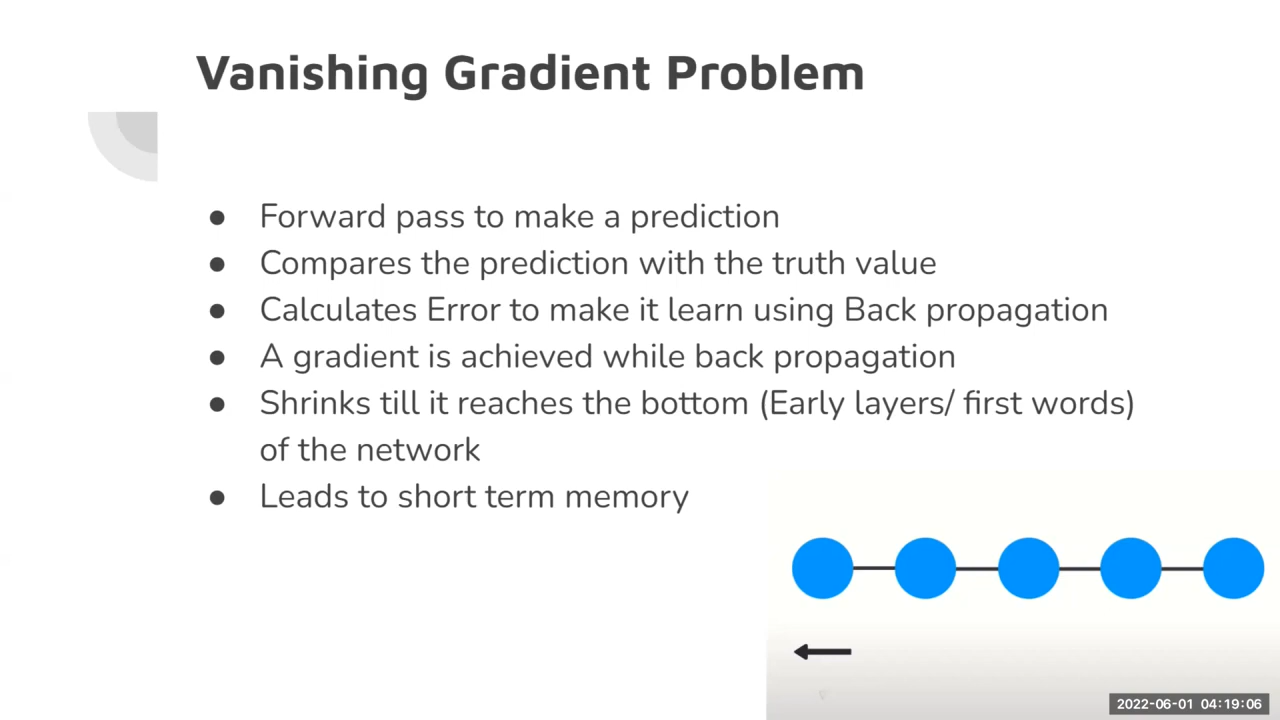 Vanishing Gradient Problem
● Forward pass to make a prediction
● Compares the prediction with the truth value
● Calculates Error to make it learn using Back propagation
● A gradient is achieved while back propagation
● Shrinks till it reaches the bottom (Early layers/ first words)
of the network
● Leads to short term memory
2022-06-01 04:19:06